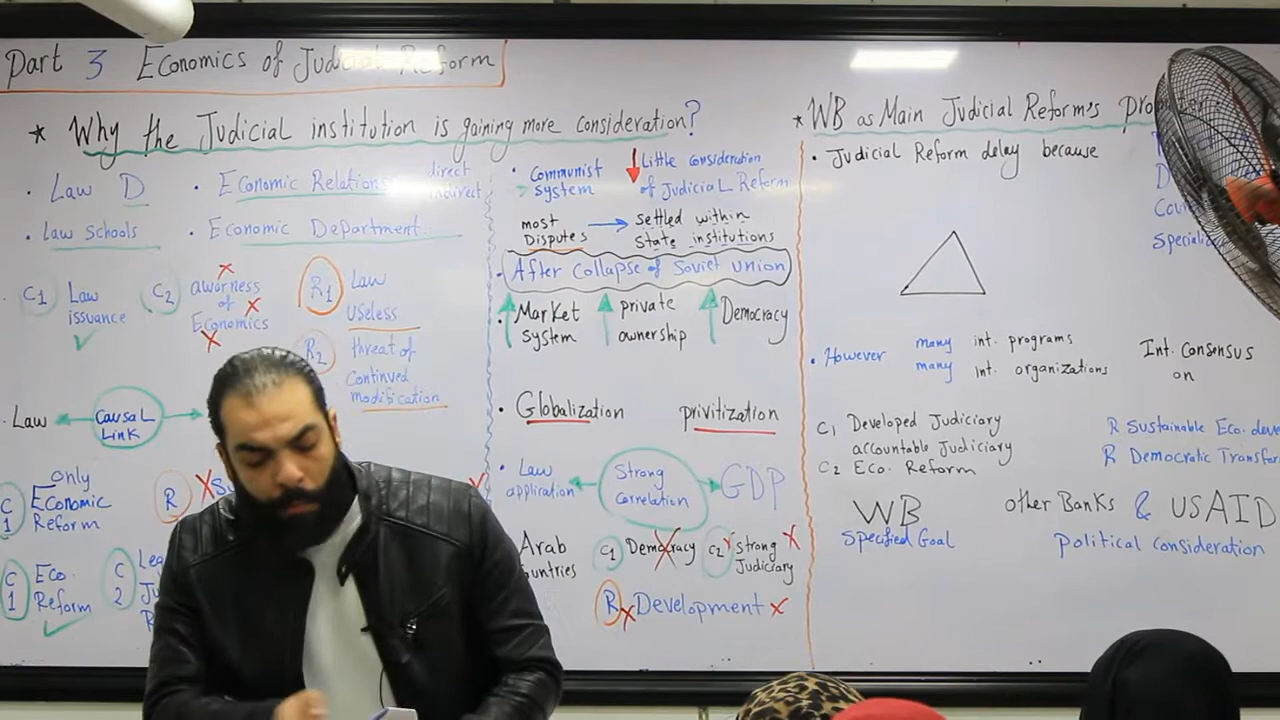 Part 3 Economics of Judicial Reform
* Why the Judicial institution is gaining more consideration?
. Law D . Economic Relations direct
indirect
. Law schools . Economic Department
C1 Law issuance ✓
C2 awarness of Economics
R1 Law useless
R2 threat of continued modification
. Law Causal Link
C1 only Economic Reform
R
C1 Eco. Reform ✓
C2
. Communist system
Little consideration of Judicial Reform
most Disputes → settled within state institutions
. After collapse of Soviet union
. Market system
private ownership
Democracy
. Globalization privitization
. Law application Strong Correlation GDP
Arab
C1 Democracy C2 strong Judiciary
R Development
* WB as Main Judicial Reform's
. Judicial Reform delay because
. However many int. programs
many int. organizations
Int. Consensus on
C1 Developed Judiciary
accountable Judiciary
C2 Eco. Reform
R Sustainable Eco.
R Democratic
WB
Specified Goal
other Banks & USAID
political consideration